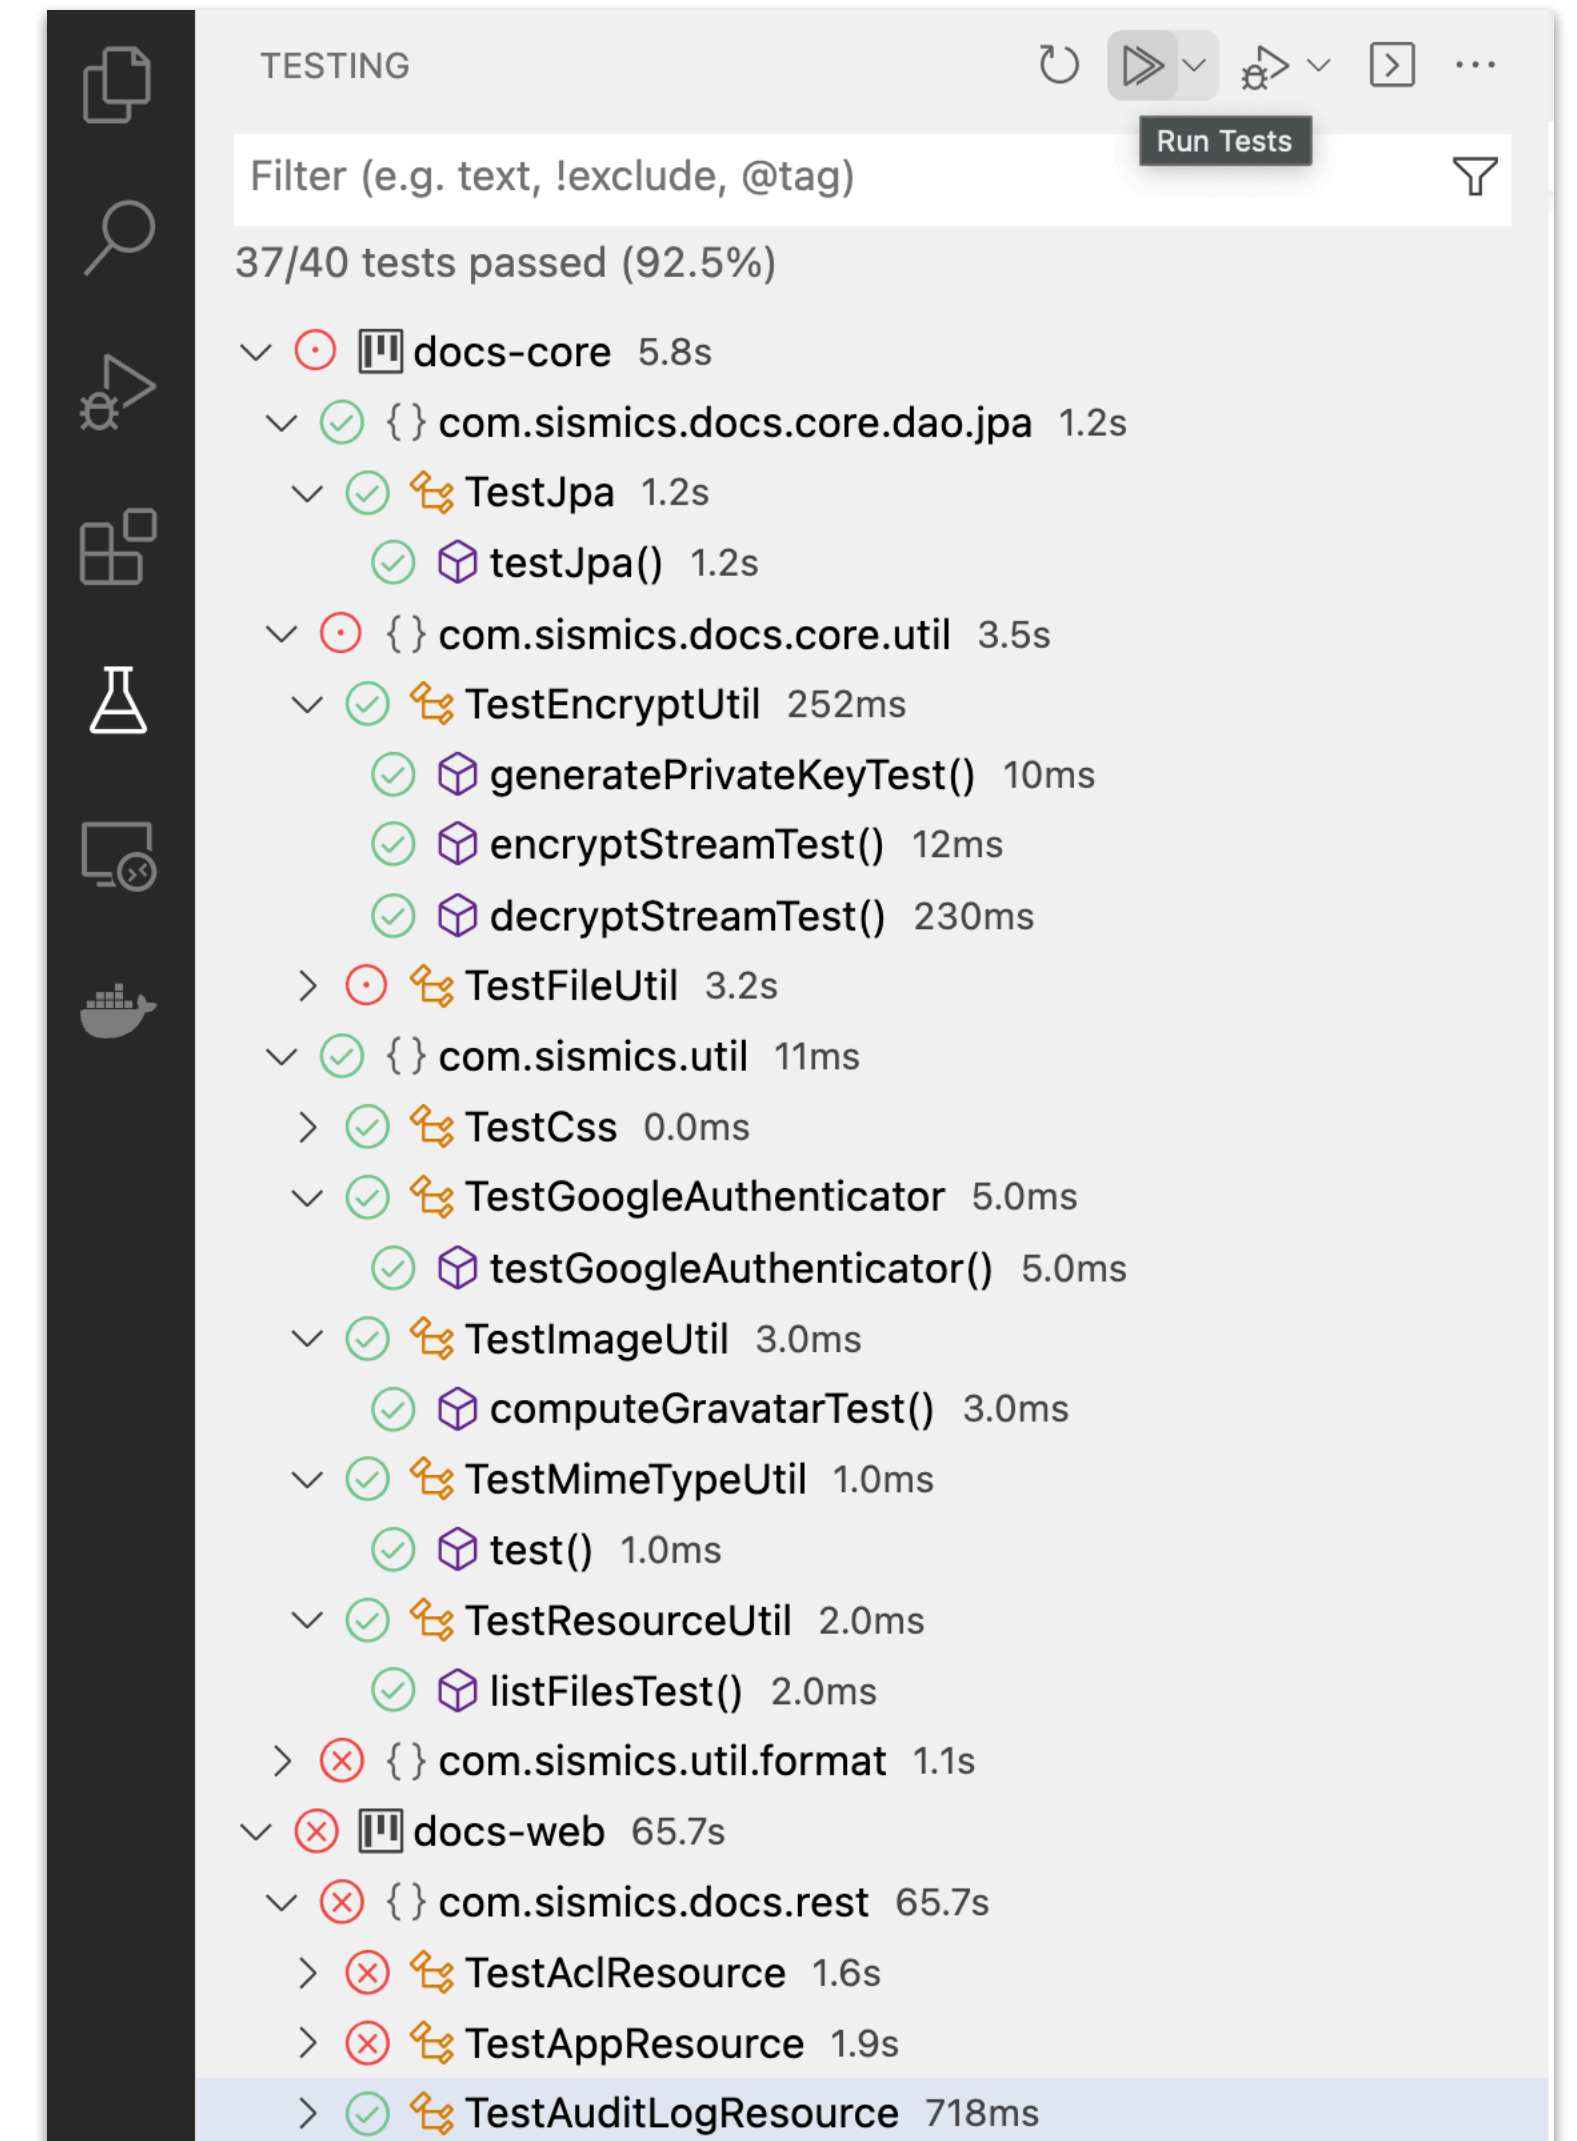 TESTING
Run Tests
Filter (e.g. text, !exclude, @tag)
37/40 tests passed (92.5%)
docs-core 5.8s
{} com.sismics.docs.core.dao.jpa 1.2s
TestJpa 1.2s
testJpa() 1.2s
{} com.sismics.docs.core.util 3.5s
TestEncryptUtil 252ms
generatePrivateKeyTest() 10ms
encryptStreamTest() 12ms
decryptStreamTest() 230ms
TestFileUtil 3.2s
{} com.sismics.util 11ms
TestCss 0.0ms
TestGoogleAuthenticator 5.0ms
testGoogleAuthenticator() 5.0ms
TestImageUtil 3.0ms
computeGravatarTest() 3.0ms
TestMimeTypeUtil 1.0ms
test() 1.0ms
TestResourceUtil 2.0ms
listFilesTest() 2.0ms
{} com.sismics.util.format 1.1s
docs-web 65.7s
{} com.sismics.docs.rest 65.7s
TestAclResource 1.6s
TestAppResource 1.9s
TestAuditLogResource 718ms